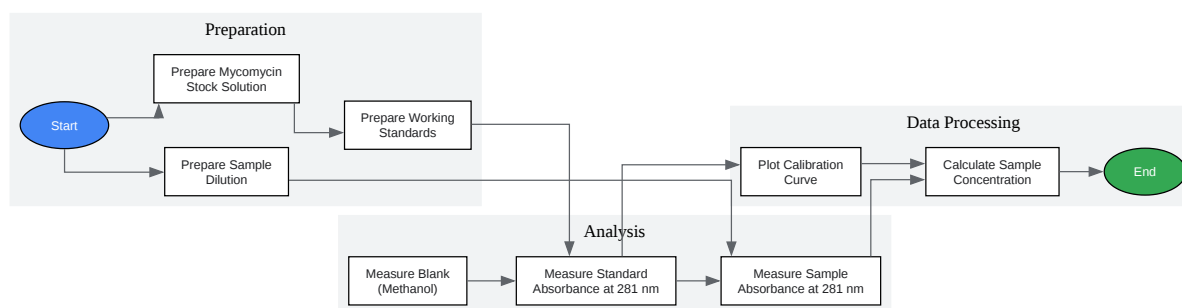 Preparation
Prepare Mycomycin
Stock Solution
Start
Prepare Working
Standards
Prepare Sample
Dilution
Data Processing
Plot Calibration
Curve
Calculate Sample
Concentration
End
Analysis
Measure Blank
(Methanol)
Measure Standard
Absorbance at 281 nm
Measure Sample
Absorbance at 281 nm